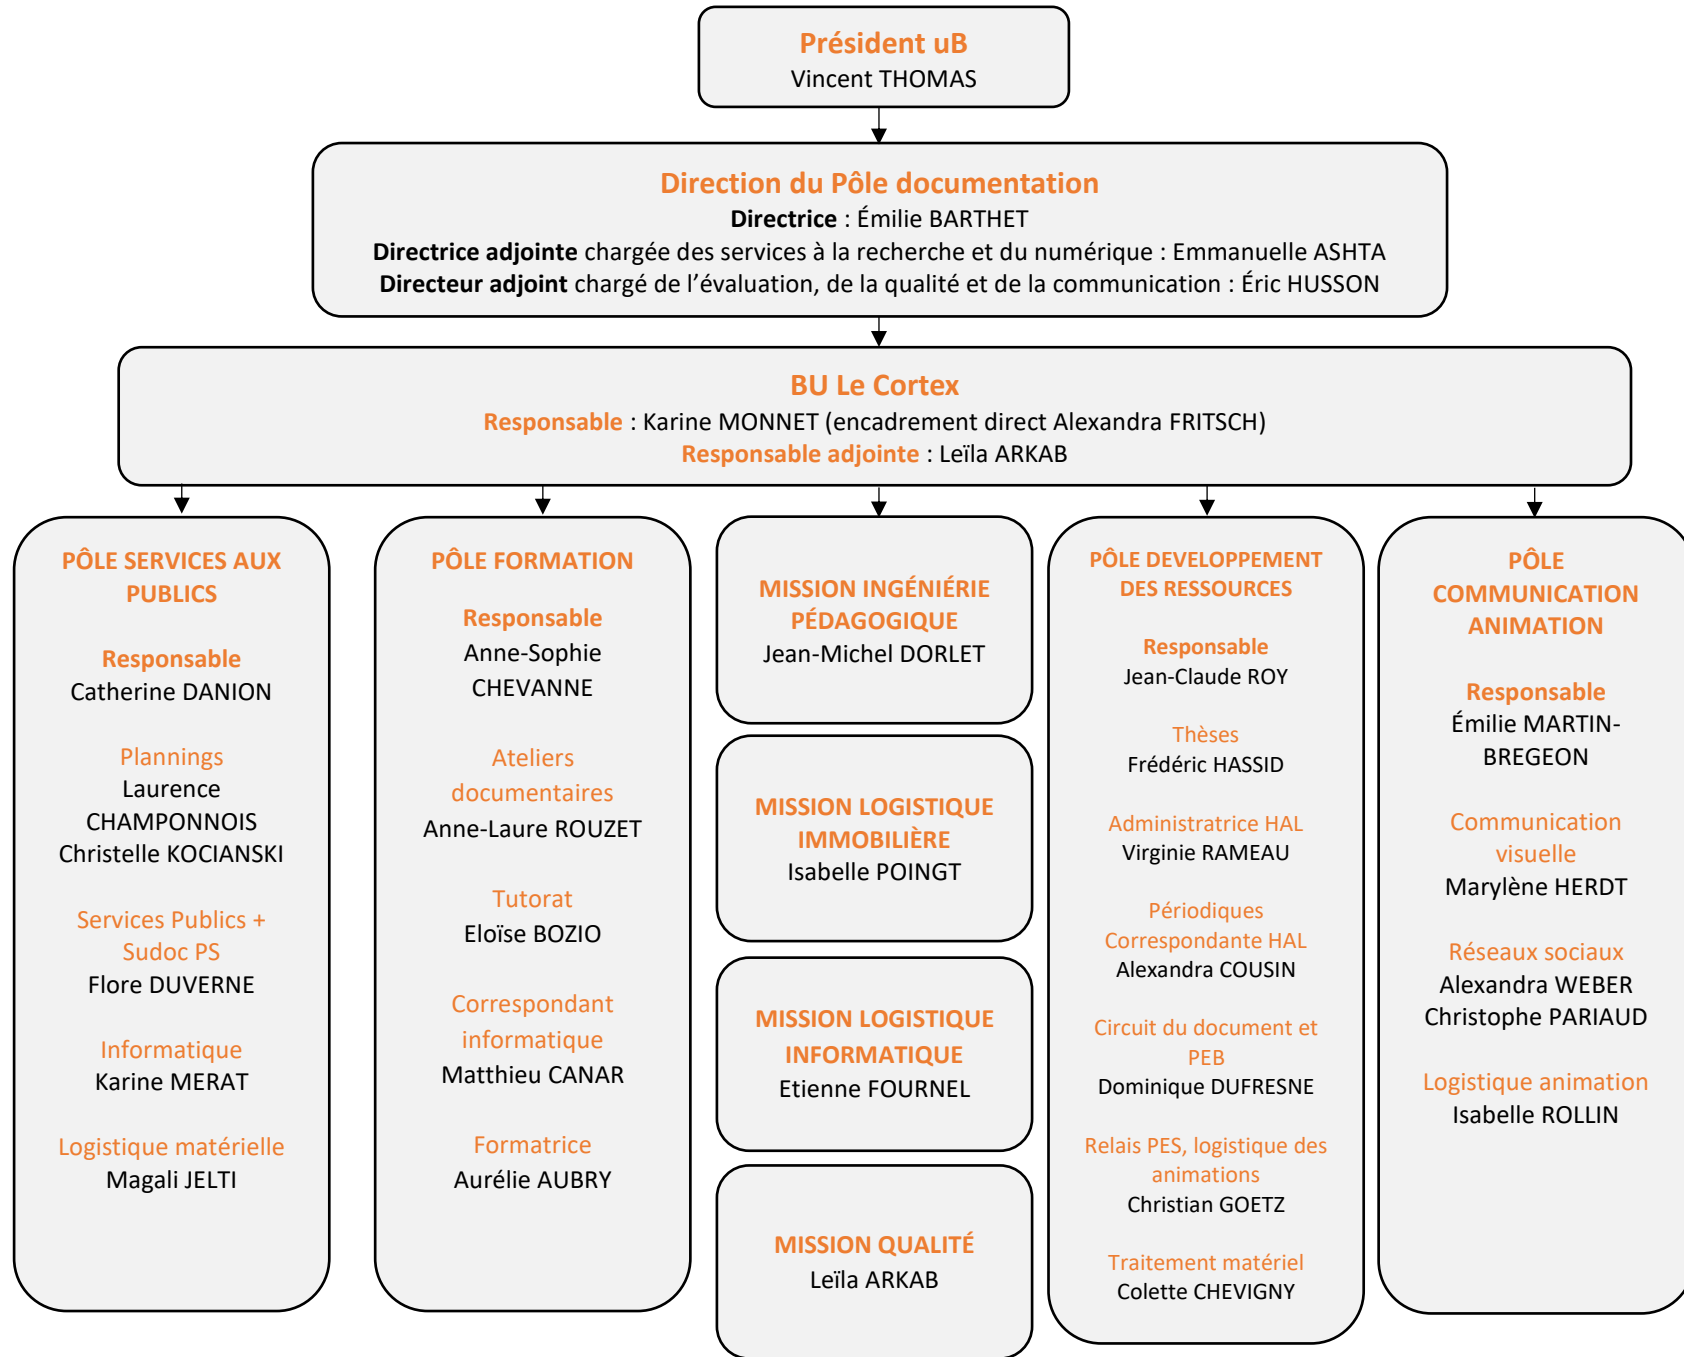 Président uB
Vincent THOMAS
Direction du Pôle documentation
Directrice : Émilie BARTHET
Directrice adjointe chargée des services à la recherche et du numérique : Emmanuelle ASHTA
Directeur adjoint chargé de l’évaluation, de la qualité et de la communication : Éric HUSSON
BU Le Cortex
Responsable : Karine MONNET (encadrement direct Alexandra FRITSCH)
Responsable adjointe : Leïla ARKAB
PÔLE SERVICES AUX
PUBLICS
Responsable
Catherine DANION
Plannings
Laurence
CHAMPONNOIS
Christelle KOCIANSKI
Services Publics +
Sudoc PS
Flore DUVERNE
Informatique
Karine MERAT
Logistique matérielle
Magali JELTI
PÔLE FORMATION
Responsable
Anne-Sophie
CHEVANNE
Ateliers
documentaires
Anne-Laure ROUZET
Tutorat
Eloïse BOZIO
Correspondant
informatique
Matthieu CANAR
Formatrice
Aurélie AUBRY
MISSION INGÉNIÉRIE
PÉDAGOGIQUE
Jean-Michel DORLET
MISSION LOGISTIQUE
IMMOBILIÈRE
Isabelle POINGT
MISSION LOGISTIQUE
INFORMATIQUE
Etienne FOURNEL
MISSION QUALITÉ
Leïla ARKAB
PÔLE DEVELOPPEMENT
DES RESSOURCES
Responsable
Jean-Claude ROY
Thèses
Frédéric HASSID
Administratrice HAL
Virginie RAMEAU
Périodiques
Correspondante HAL
Alexandra COUSIN
Circuit du document et
PEB
Dominique DUFRESNE
Relais PES, logistique des
animations
Christian GOETZ
Traitement matériel
Colette CHEVIGNY
PÔLE
COMMUNICATION
ANIMATION
Responsable
Émilie MARTIN-
BREGEON
Communication
visuelle
Marylène HERDT
Réseaux sociaux
Alexandra WEBER
Christophe PARIAUD
Logistique animation
Isabelle ROLLIN